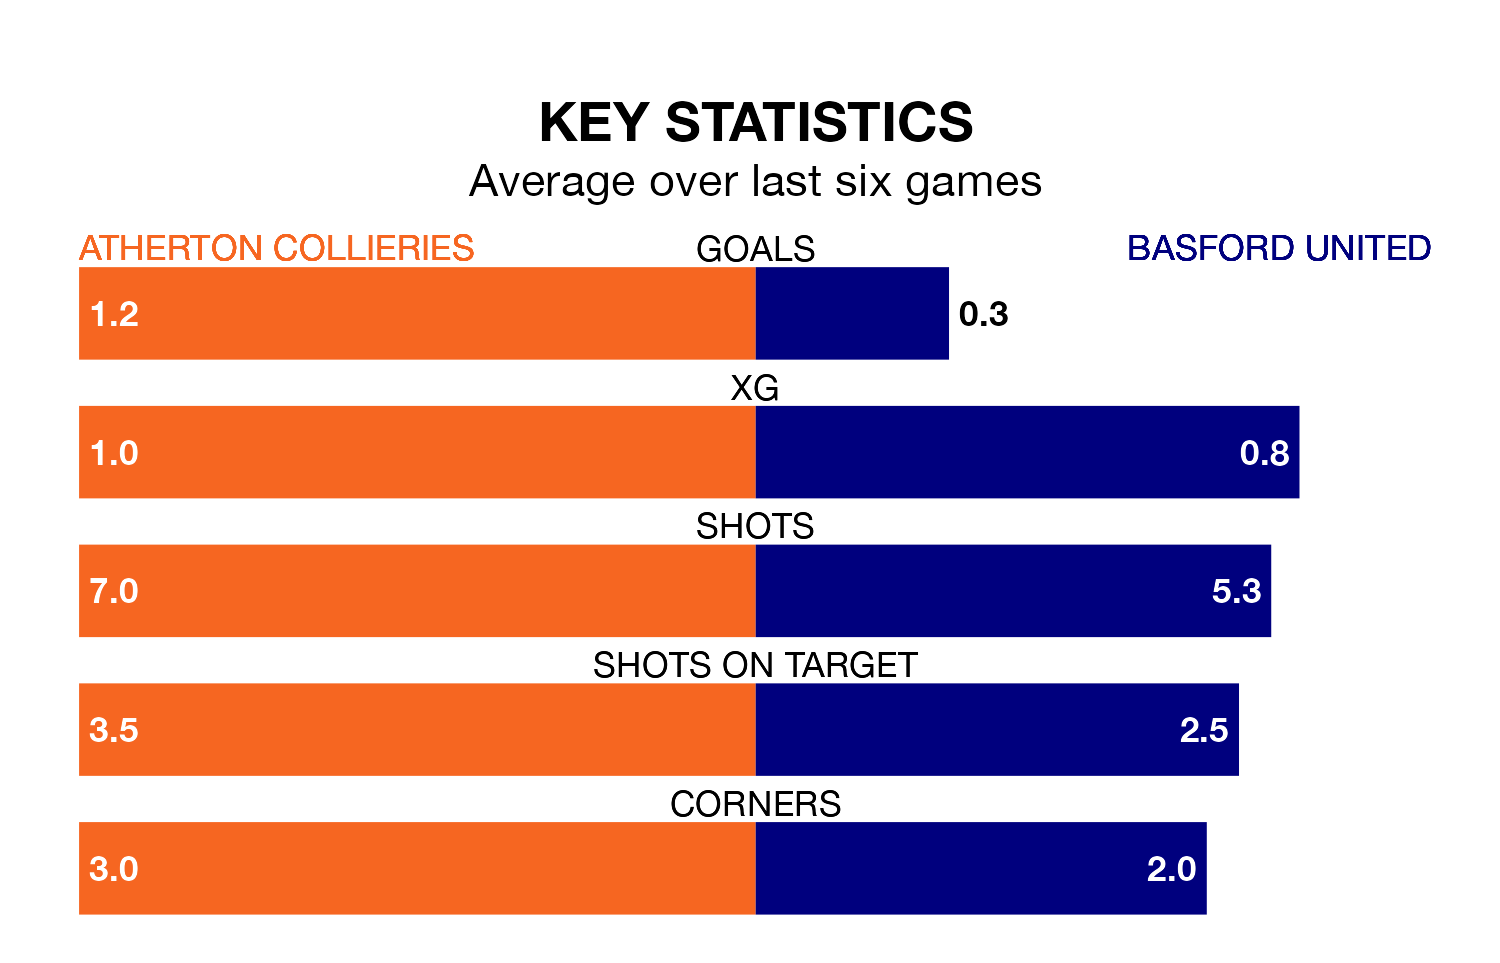 KEY STATISTICS
Average over last six games
ATHERTON COLLIERIES GOALS BASFORD UNITED
1.2 0.3
XG
1.0 0.8
SHOTS
7.0 5.3
SHOTS ON TARGET
3.5 2.5
CORNERS
3.0 2.0